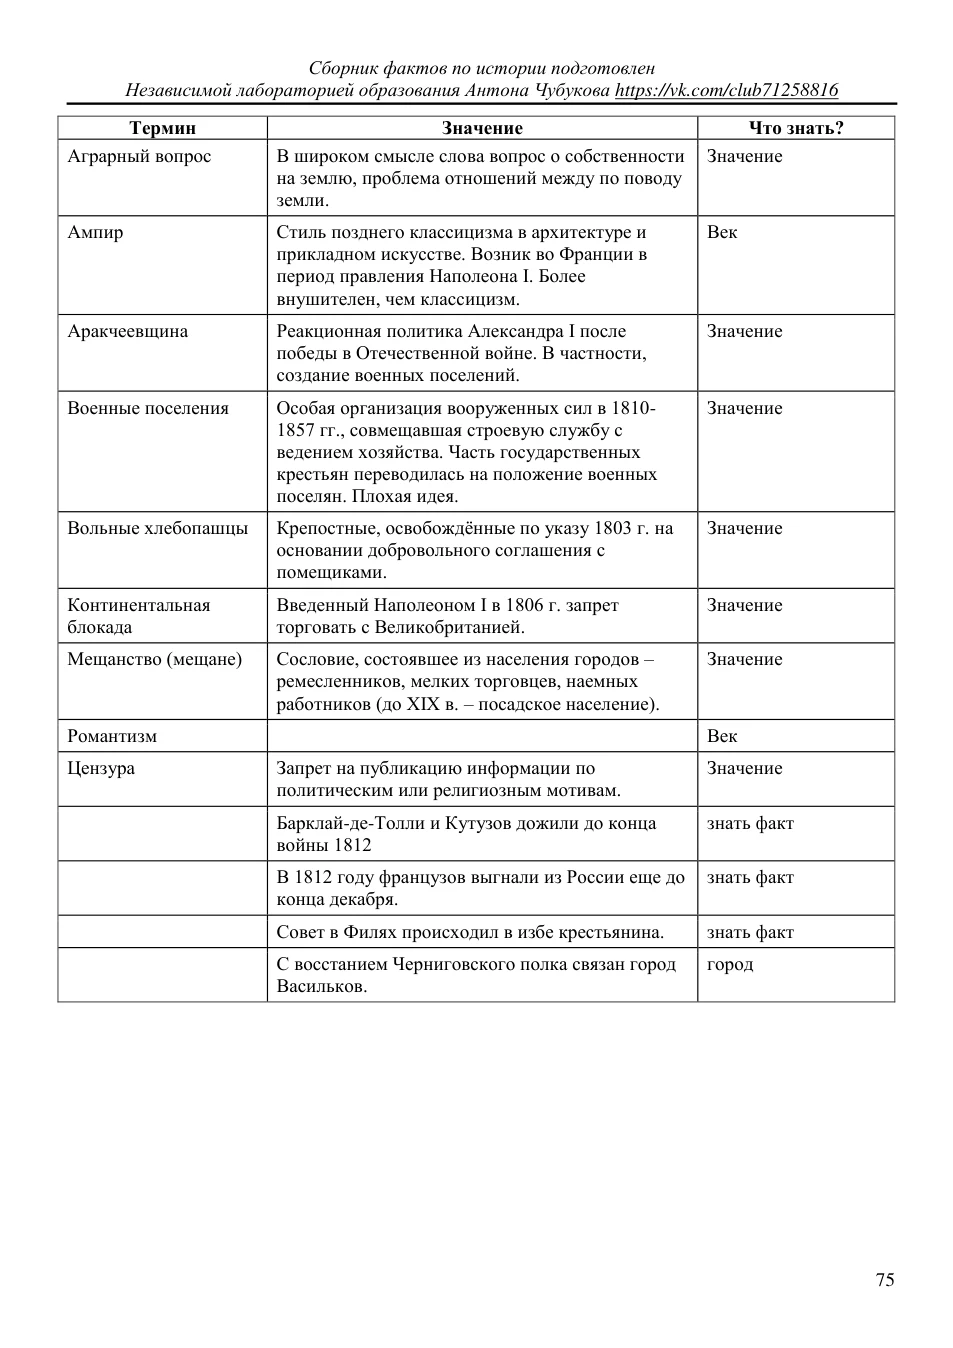 Сборник фактов по истории подготовлен
Независимой лабораторией образования Антона Чубукова https://vk.com/club71258816
Термин Значение Что знать?
Аграрный вопрос В широком смысле слова вопрос о собственности Значение
на землю, проблема отношений между по поводу
земли.
Ампир Стиль позднего классицизма в архитектуре и Век
прикладном искусстве. Возник во Франции в
период правления Наполеона I. Более
внушителен, чем классицизм.
Аракчеевщина Реакционная политика Александра I после Значение
победы в Отечественной войне. В частности,
создание военных поселений.
Военные поселения Особая организация вооруженных сил в 1810- Значение
1857 гг., совмещавшая строевую службу с
ведением хозяйства. Часть государственных
крестьян переводилась на положение военных
поселян. Плохая идея.
Вольные хлебопашцы Крепостные, освобождённые по указу 1803 г. на Значение
основании добровольного соглашения с
помещиками.
Континентальная Введенный Наполеоном I в 1806 г. запрет Значение
блокада торговать с Великобританией.
Мещанство (мещане) Сословие, состоявшее из населения городов – Значение
ремесленников, мелких торговцев, наемных
работников (до XIX в. – посадское население).
Романтизм Век
Цензура Запрет на публикацию информации по Значение
политическим или религиозным мотивам.
Барклай-де-Толли и Кутузов дожили до конца знать факт
войны 1812
В 1812 году французов выгнали из России еще до знать факт
конца декабря.
Совет в Филях происходил в избе крестьянина. знать факт
С восстанием Черниговского полка связан город город
Васильков.
75